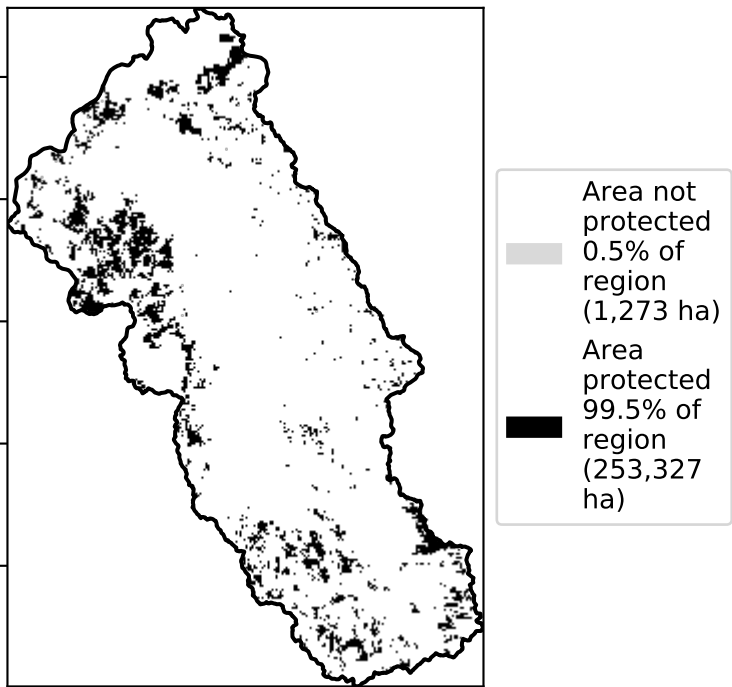 Area not
protected
0.5% of
region
(1,273 ha)
Area
protected
99.5% of
region
(253,327
ha)